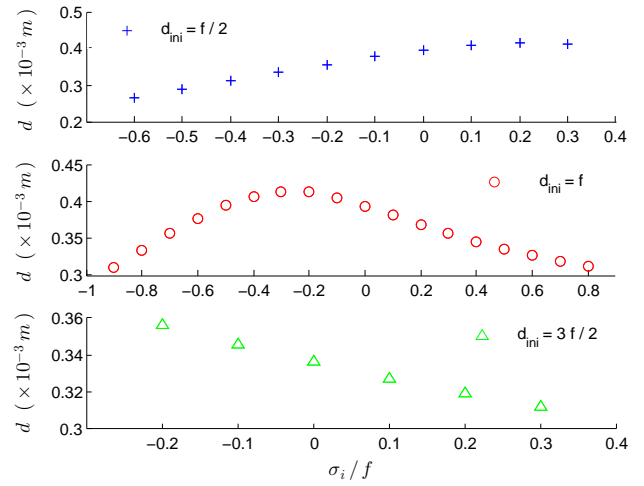 0.5
d_ini = f / 2
0.4
0.3
0.2
d (×10⁻³ m)
−0.6 −0.5 −0.4 −0.3 −0.2 −0.1 0 0.1 0.2 0.3 0.4
0.45
d_ini = f
0.4
0.35
0.3
d (×10⁻³ m)
−1 −0.8 −0.6 −0.4 −0.2 0 0.2 0.4 0.6 0.8
0.36
d_ini = 3 f / 2
0.34
0.32
0.3
d (×10⁻³ m)
−0.2 −0.1 0 0.1 0.2 0.3 0.4
σ_i / f